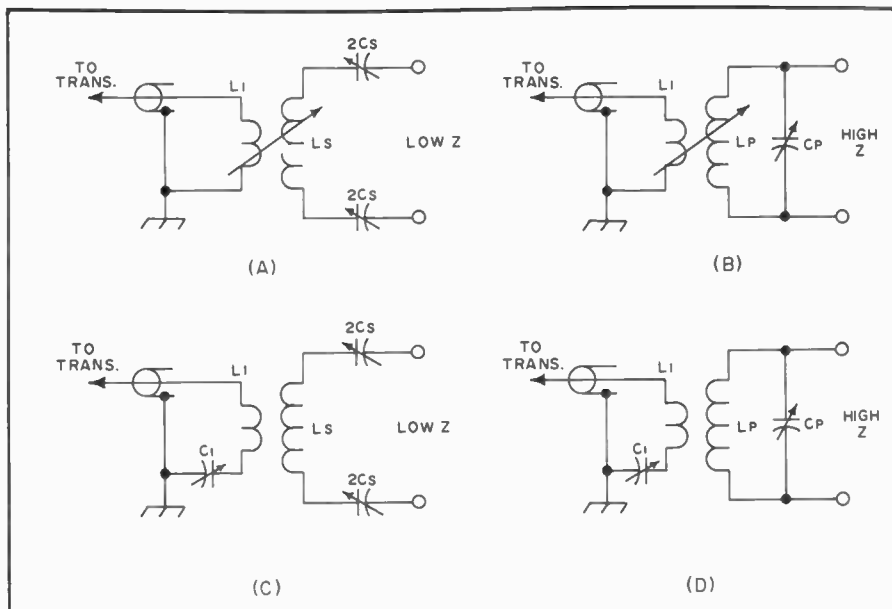 2Cs
TO
TRANS.
L1
Ls
LOW Z
2Cs
(A)
TO
TRANS.
L1
LP
CP
HIGH
Z
(B)
2Cs
TO
TRANS.
L1
Ls
LOW Z
C1
2Cs
(C)
TO
TRANS.
L1
LP
CP
HIGH
Z
C1
(D)